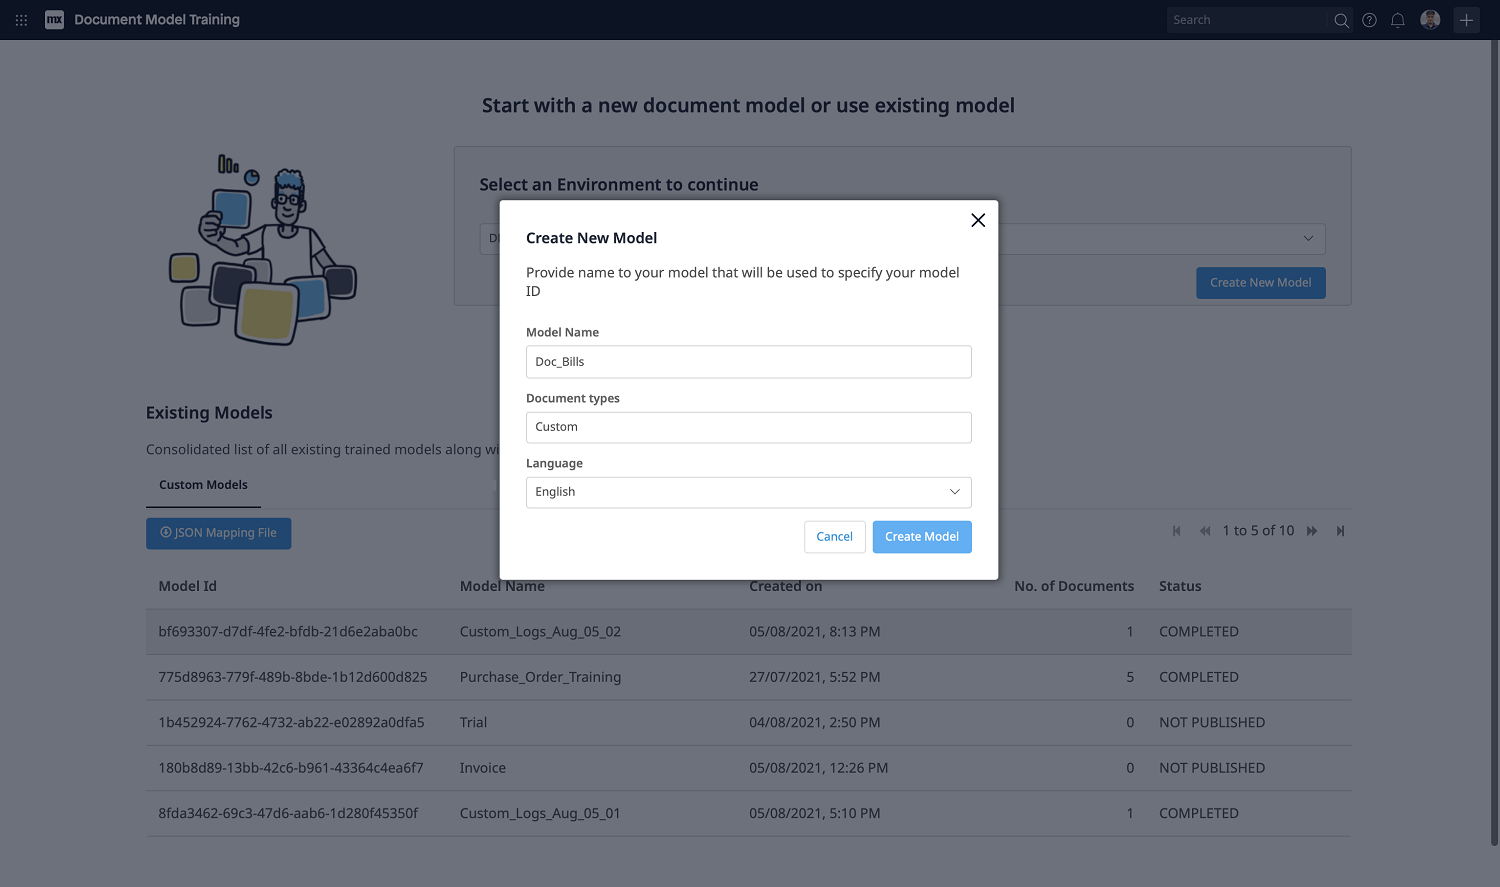 mx Document Model Training
Search
Start with a new document model or use existing model
Select an Environment to continue
Create New Model
Create New Model
Provide name to your model that will be used to specify your model
ID
Model Name
Doc_Bills
Document types
Custom
Language
English
Cancel Create Model
Existing Models
Consolidated list of all existing trained models along
Custom Models
JSON Mapping File
1 to 5 of 10
Model Id Model Name Created on No. of Documents Status
bf693307-d7df-4fe2-bfdb-21d6e2aba0bc Custom_Logs_Aug_05_02 05/08/2021, 8:13 PM 1 COMPLETED
775d8963-779f-489b-8bde-1b12d600d825 Purchase_Order_Training 27/07/2021, 5:52 PM 5 COMPLETED
1b452924-7762-4732-ab22-e02892a0dfa5 Trial 04/08/2021, 2:50 PM 0 NOT PUBLISHED
180b8d89-13bb-42c6-b961-43364c4ea6f7 Invoice 05/08/2021, 12:26 PM 0 NOT PUBLISHED
8fda3462-69c3-47d6-aab6-1d280f45350f Custom_Logs_Aug_05_01 05/08/2021, 5:10 PM 1 COMPLETED